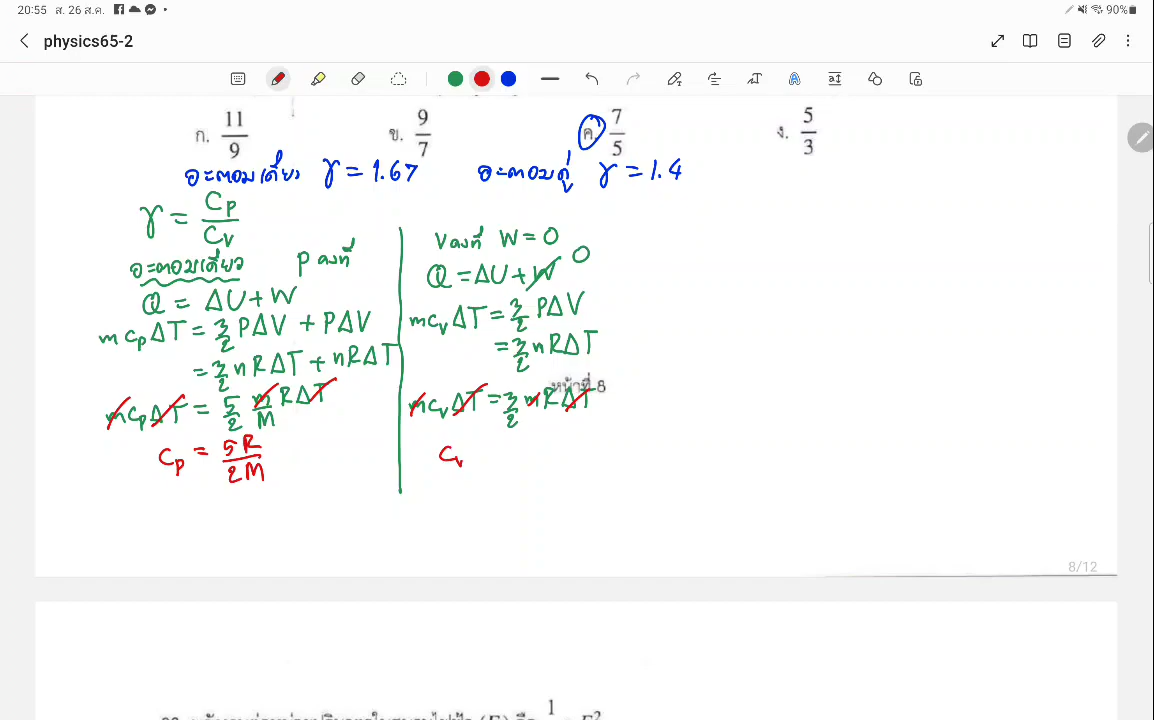 20:55 ส. 26 ส.ค.
90%
physics65-2
ก. 11/9 ข. 9/7 ค. 7/5 ง. 5/3
อะตอมเดี่ยว γ = 1.67 อะตอมคู่ γ = 1.4
γ = Cp/Cv
อะตอมเดี่ยว P คงที่
Q = ΔU + W
mcpΔT = 3/2 PΔV + PΔV
= 3/2 nRΔT + nRΔT
mcpΔT = 5/2 m/M RΔT
Cp = 5R/2M
V คงที่ W = 0
Q = ΔU + W 0
mcvΔT = 3/2 PΔV
= 3/2 nRΔT
หน้าที่ 8
mcvΔT = 3/2 nRΔT
Cv
8/12